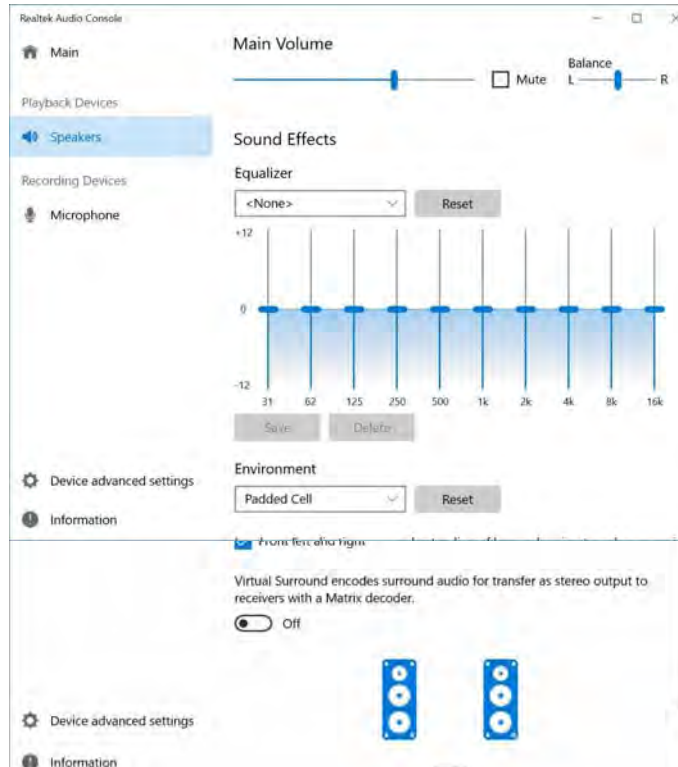 Realtek Audio Console
Main
Playback Devices
Speakers
Recording Devices
Microphone
Device advanced settings
Information
Main Volume
Mute
Balance
L R
Sound Effects
Equalizer
<None>
Reset
+12
0
-12
31 62 125 250 500 1k 2k 4k 8k 16k
Save Delete
Environment
Padded Cell
Reset
Front left and right
Virtual Surround encodes surround audio for transfer as stereo output to
receivers with a Matrix decoder.
Off
Device advanced settings
Information